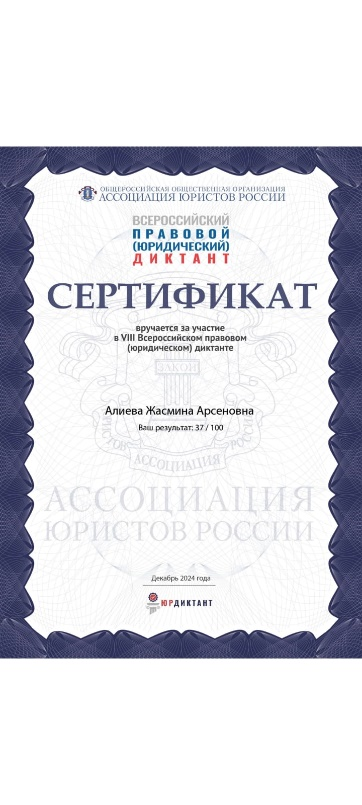 ОБЩЕРОССИЙСКАЯ ОБЩЕСТВЕННАЯ ОРГАНИЗАЦИЯ
АССОЦИАЦИЯ ЮРИСТОВ РОССИИ
ВСЕРОССИЙСКИЙ
ПРАВОВОЙ
(ЮРИДИЧЕСКИЙ)
ДИКТАНТ
СЕРТИФИКАТ
вручается за участие
в VIII Всероссийском правовом
(юридическом) диктанте
ЗАКОН
Алиева Жасмина Арсеновна
Ваш результат: 37 / 100
АССОЦИАЦИЯ
АССОЦИАЦИЯ
ЮРИСТОВ РОССИИ
Декабрь 2024 года
ЮРДИКТАНТ